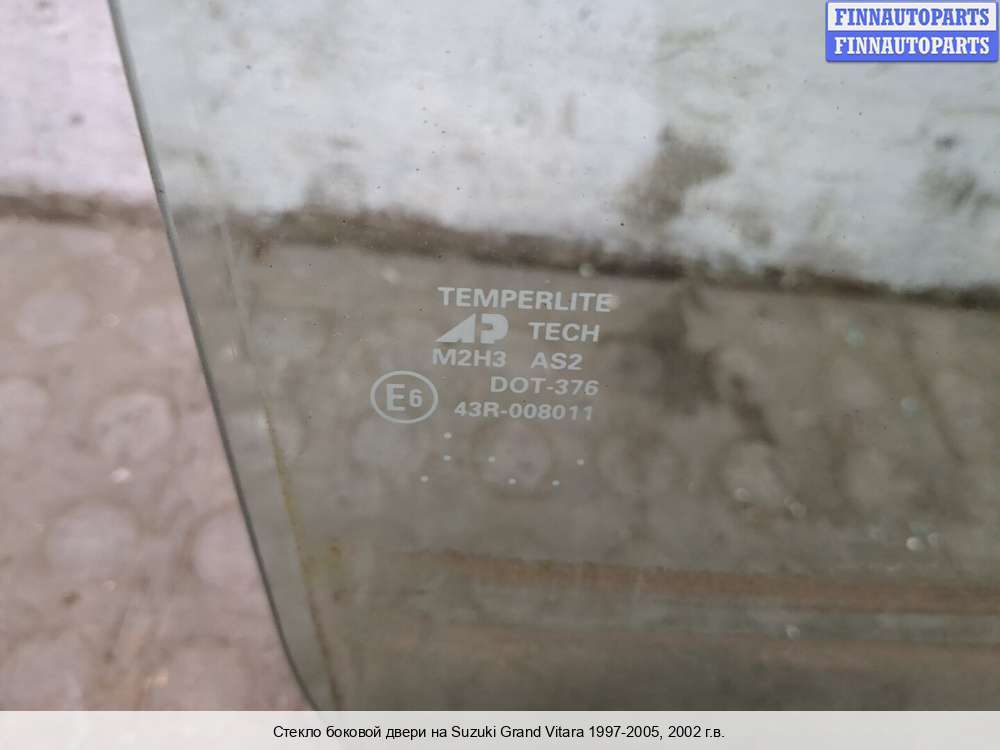 FINNAUTOPARTS
FINNAUTOPARTS
TEMPERLITE
AP TECH
M2H3 AS2
DOT-376
E6 43R-008011
Стекло боковой двери на Suzuki Grand Vitara 1997-2005, 2002 г.в.